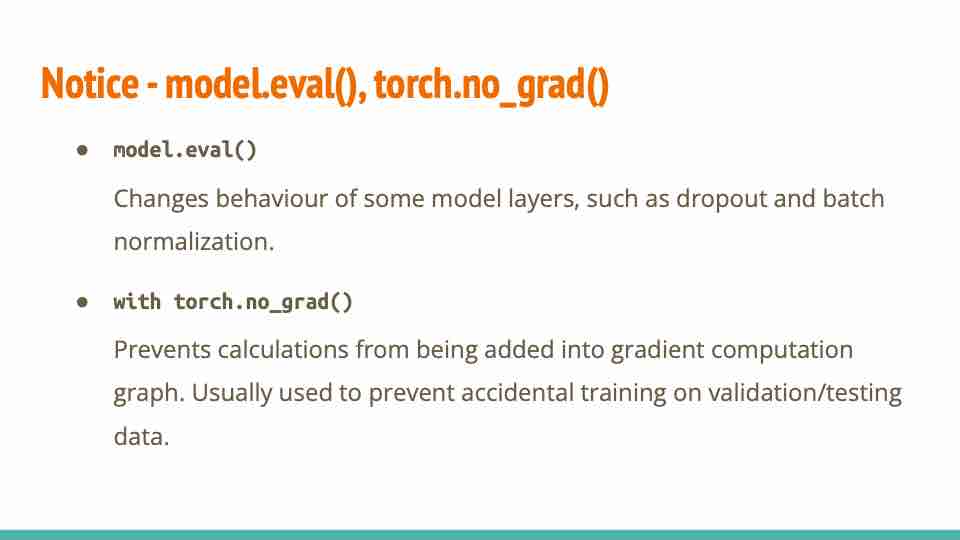 Notice - model.eval(), torch.no_grad()
● model.eval()
Changes behaviour of some model layers, such as dropout and batch
normalization.
● with torch.no_grad()
Prevents calculations from being added into gradient computation
graph. Usually used to prevent accidental training on validation/testing
data.